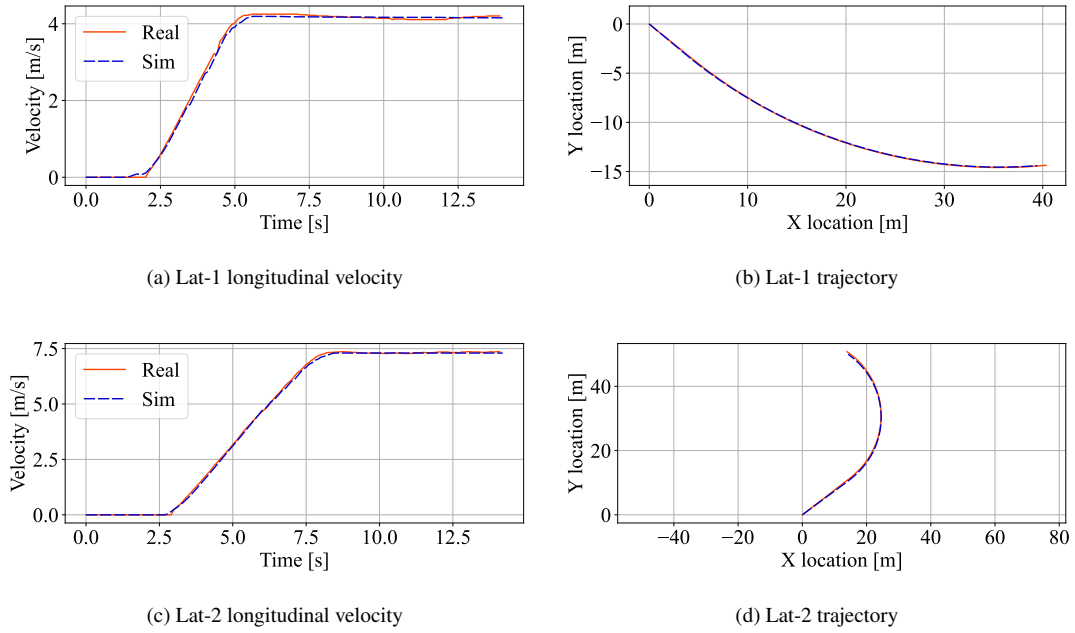 4
2
0
Velocity [m/s]
Real
Sim
0.0 2.5 5.0 7.5 10.0 12.5
Time [s]
(a) Lat-1 longitudinal velocity
0
−5
−10
−15
Y location [m]
0 10 20 30 40
X location [m]
(b) Lat-1 trajectory
7.5
5.0
2.5
0.0
Velocity [m/s]
Real
Sim
0.0 2.5 5.0 7.5 10.0 12.5
Time [s]
(c) Lat-2 longitudinal velocity
40
20
0
Y location [m]
−40 −20 0 20 40 60 80
X location [m]
(d) Lat-2 trajectory